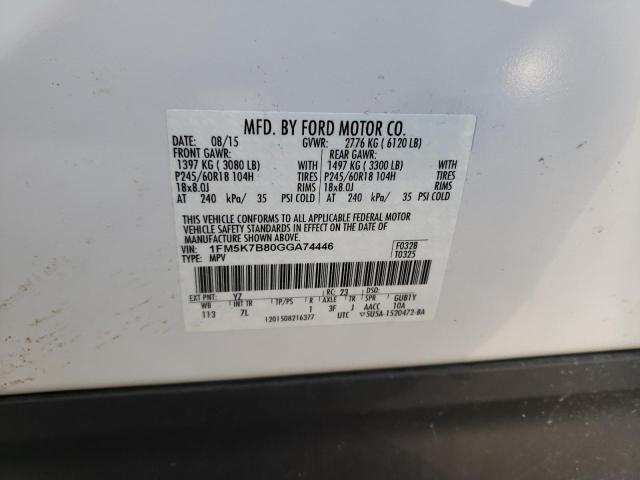 MFD. BY FORD MOTOR CO.
DATE: 08/15 GVWR: 2776 KG ( 6120 LB)
FRONT GAWR: REAR GAWR:
1397 KG ( 3080 LB) WITH 1497 KG ( 3300 LB) WITH
P245/60R18 104H TIRES P245/60R18 104H TIRES
18x8.0J RIMS 18x8.0J RIMS
AT 240 kPa/ 35 PSI COLD AT 240 kPa/ 35 PSI COLD
THIS VEHICLE CONFORMS TO ALL APPLICABLE FEDERAL MOTOR
VEHICLE SAFETY STANDARDS IN EFFECT ON THE DATE OF
MANUFACTURE SHOWN ABOVE.
VIN: 1FM5K7B80GGA74446 F0328
TYPE: MPV T0325
EXT PNT: YZ RC: 23 DSO:
WB INT TR TP/PS R AXLE TR SPR GUBTY
113 7L 1 3F J AACC 10A
1201508216377 UTC 5USA-1520472-BA